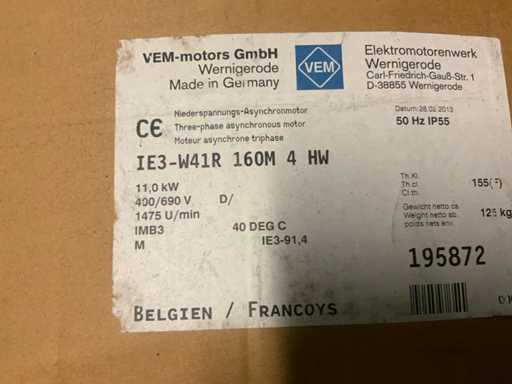 VEM-motors GmbH
Wernigerode
Made in Germany
VEM
Elektromotorenwerk
Wernigerode
Carl-Friedrich-Gauß-Str. 1
D-38855 Wernigerode
CE
Niederspannungs-Asynchronmotor
Three-phase asynchronous motor
Moteur asynchrone triphase
Datum: 28.02.2013
50 Hz IP55
IE3-W41R 160M 4 HW
11,0 kW
400/690 V D/
1475 U/min
IMB3 40 DEG C
M IE3-91,4
Th.Kl.
Th.cl.
Cl.th.
155(F)
Gewicht netto ca.
Weight netto ab.
poids nets env.
125 kg
195872
BELGIEN / FRANCOYS